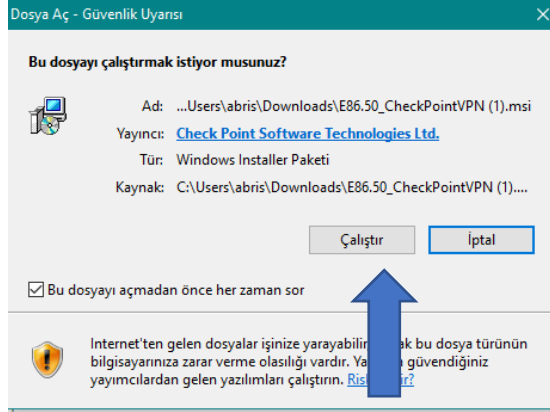 Dosya Aç - Güvenlik Uyarısı
Bu dosyayı çalıştırmak istiyor musunuz?
Ad: ...Users\abris\Downloads\E86.50_CheckPointVPN (1).msi
Yayıncı: Check Point Software Technologies Ltd.
Tür: Windows Installer Paketi
Kaynak: C:\Users\abris\Downloads\E86.50_CheckPointVPN (1)....
Çalıştır İptal
Bu dosyayı açmadan önce her zaman sor
Internet'ten gelen dosyalar işinize yarayabilir bu dosya türünün
bilgisayarınıza zarar verme olasılığı vardır. güvendiğiniz
yayımcılardan gelen yazılımları çalıştırın.